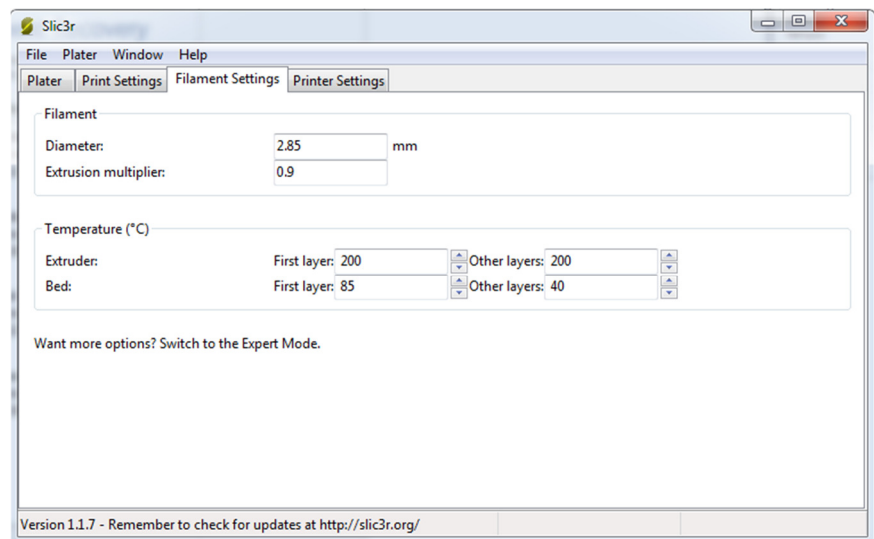 Slic3r
File Plater Window Help
Plater Print Settings Filament Settings Printer Settings
Filament
Diameter: 2.85 mm
Extrusion multiplier: 0.9
Temperature (°C)
Extruder: First layer: 200 Other layers: 200
Bed: First layer: 85 Other layers: 40
Want more options? Switch to the Expert Mode.
Version 1.1.7 - Remember to check for updates at http://slic3r.org/